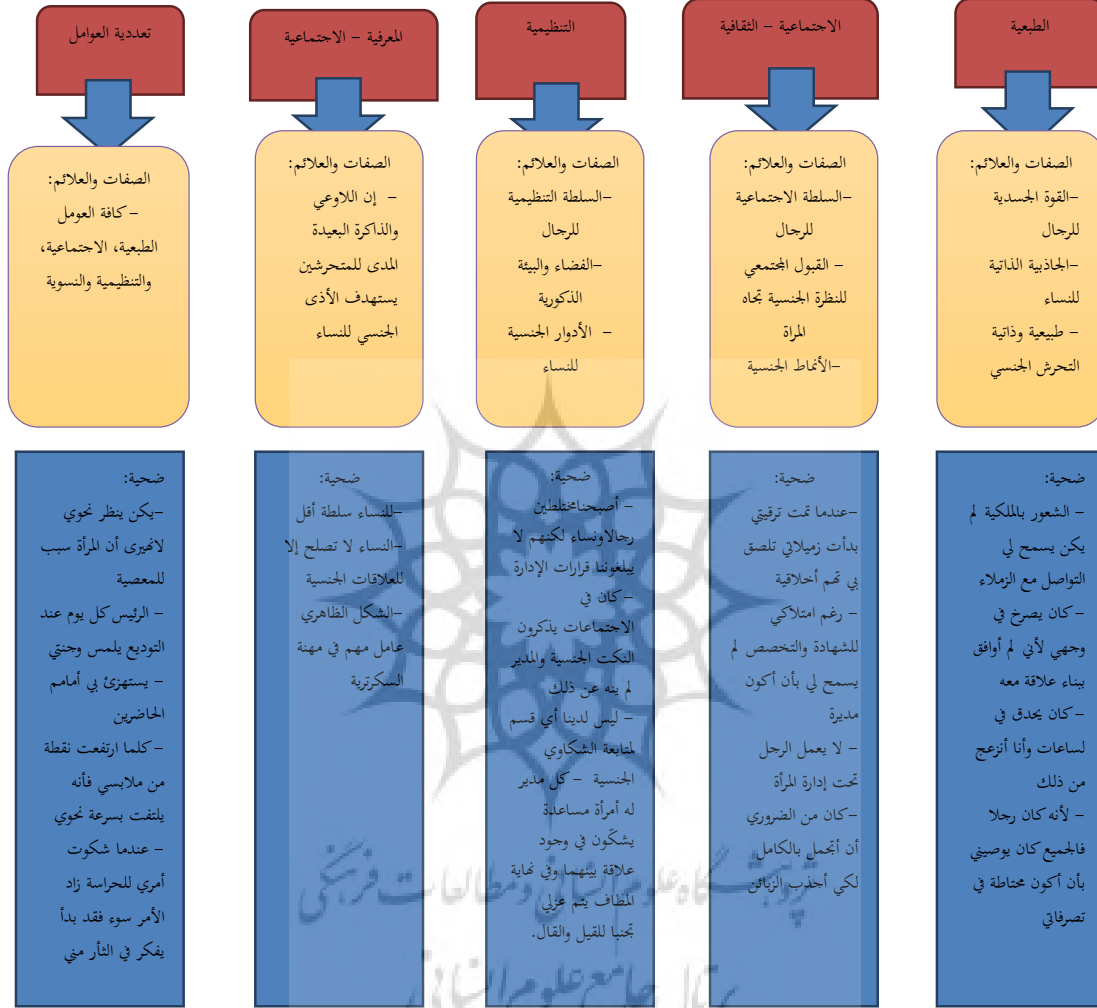 الطبعية
الاجتماعية – الثقافية
التنظيمية
المعرفية – الاجتماعية
تعددية العوامل
الصفات والعلائم:
–القوة الجسدية
للرجال
–الجاذبية الذاتية
للنساء
– طبيعية وذاتية
التحرش الجنسي
الصفات والعلائم:
–السلطة الاجتماعية
للرجال
– القبول المجتمعي
للنظرة الجنسية تجاه
المراة
–الأنماط الجنسية
الصفات والعلائم:
–السلطة التنظيمية
للرجال
–الفضاء والبيئة
الذكورية
– الأدوار الجنسية
للنساء
الصفات والعلائم:
– إن اللاوعي
والذاكرة البعيدة
المدى للمتحرشين
يستهدف الأذى
الجنسي للنساء
الصفات والعلائم:
–كافة العومل
الطبعية، الاجتماعية،
والتنظيمية والنسوية
ضحية:
– الشعور بالملكية لم
يكن يسمح لي
التواصل مع الزملاء
–كان يصرخ في
وجهي لأني لم أوافق
ببناء علاقة معه
–كان يحدق في
لساعات وأنا أنزعج
من ذلك
– لأنه كان رجلا
فالجميع كان يوصيني
بأن أكون محتاطة في
تصرفاتي
ضحية:
–عندما تمت ترقيتي
بدأت زميلاتي تلصق
بي تهم أخلاقية
– رغم امتلاكي
للشهادة والتخصص لم
يسمح لي بأن أكون
مديرة
– لا يعمل الرجل
تحت إدارة المرأة
–كان من الضروري
أن أتجمل بالكامل
لكي أجذب الزبائن
ضحية:
– أصبحنامختلطين
رجالاونساء لكنهم لا
يبلغوننا قرارات الإدارة
–كان في
الاجتماعات يذكرون
النكت الجنسية والمدير
لم ينه عن ذلك
– ليس لدينا أي قسم
لمتابعة الشكاوي
الجنسية –كل مدير
له أمرأة مساعدة
يشكّون في وجود
علاقة بينهما وفي نهاية
المطاف يتم عزلي
تجنبا للقيل والقال.
ضحية:
–للنساء سلطة أقل
–النساء لا تصلح إلا
للعلاقات الجنسية
–الشكل الظاهري
عامل مهم في مهنة
السكرترية
ضحية:
–يكن ينظر نحوي
لانهيرى أن المرأة سبب
للمعصية
– الرئيس كل يوم عند
التوديع يلمس وجنتي
– يستهزئ بي أمامم
الحاضرين
–كلما ارتفعت نقطة
من ملابسي فأنه
يلتفت بسرعة نحوي
– عندما شكوت
أمري للحراسة زاد
الأمر سوء فقد بدأ
يفكر في الثأر مني
پژوهشگاه علوم انسانی و مطالعات فرهنگی
پرتال جامع علوم انسانی